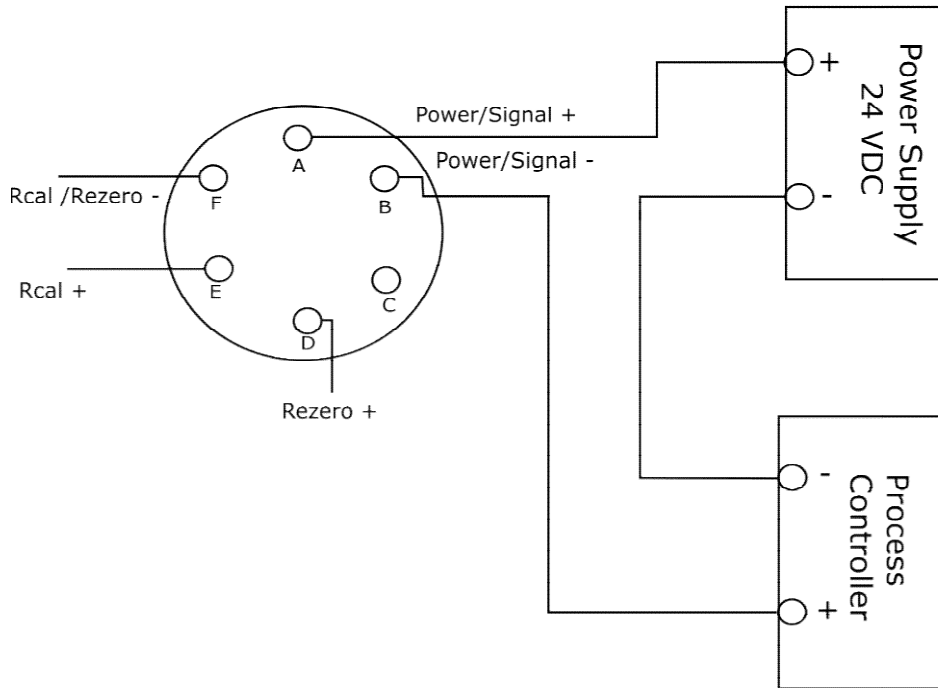 Power/Signal +
Power/Signal -
Rcal /Rezero -
Rcal +
Rezero +
A
B
C
D
E
F
+
-
Power Supply
24 VDC
-
+
Process
Controller